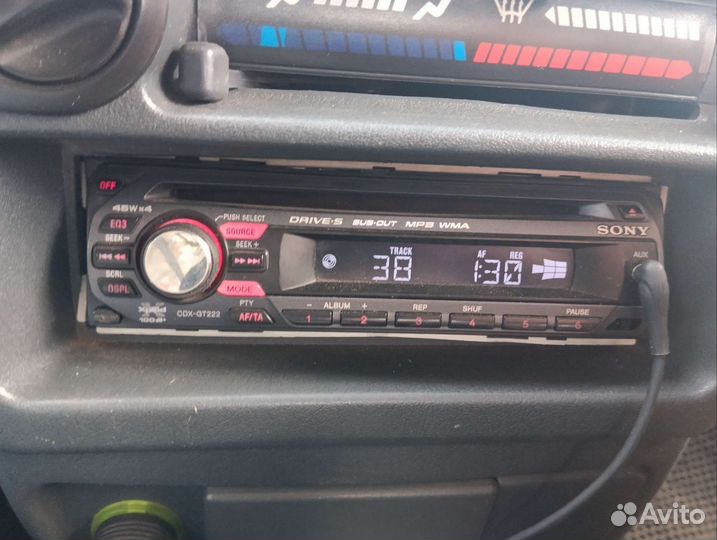 OFF
45W×4
PUSH SELECT
DRIVE·S SUB·OUT MP3 WMA
SONY
EQ3
SOURCE
SEEK −
SEEK +
TRACK
AF REG
AUX
38
1:30
SCRL
DSPL
MODE
CDX-GT222
PTY
AF/TA
− ALBUM +
REP
SHUF
PAUSE
1 2 3 4 5 6
Avito